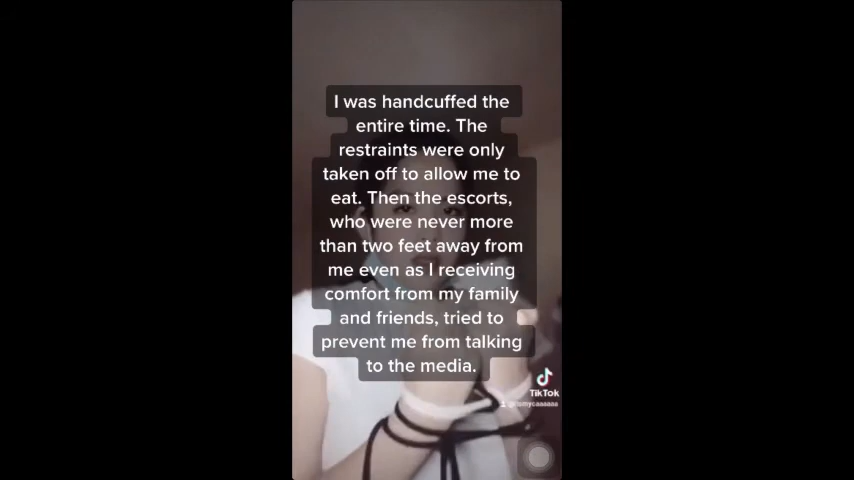 I was handcuffed the
entire time. The
restraints were only
taken off to allow me to
eat. Then the escorts,
who were never more
than two feet away from
me even as I receiving
comfort from my family
and friends, tried to
prevent me from talking
to the media.
TikTok